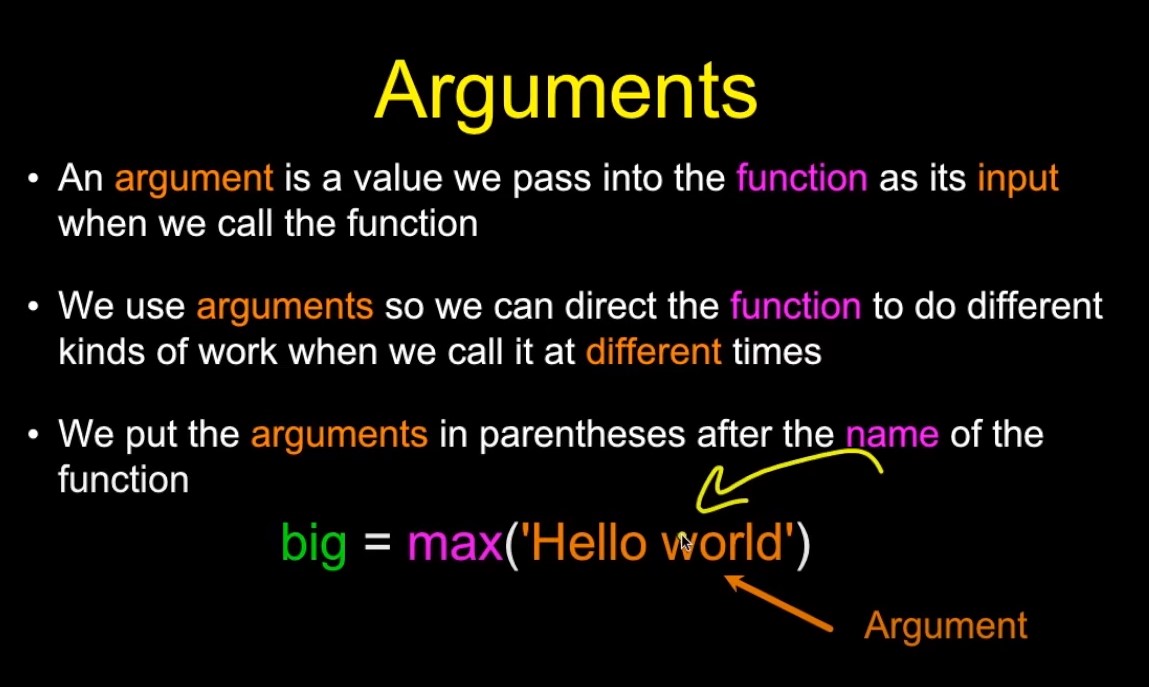 Arguments
• An argument is a value we pass into the function as its input
when we call the function
• We use arguments so we can direct the function to do different
kinds of work when we call it at different times
• We put the arguments in parentheses after the name of the
function
big = max('Hello world')
Argument